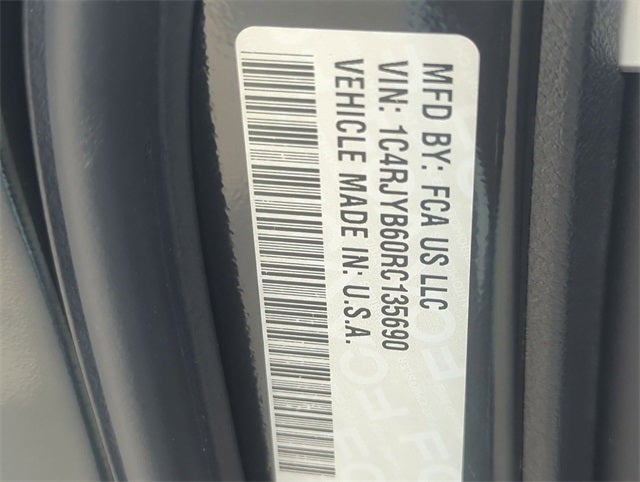 MFD BY: FCA US LLC
VIN: 1C4RJYB60RC135690
VEHICLE MADE IN: U.S.A.